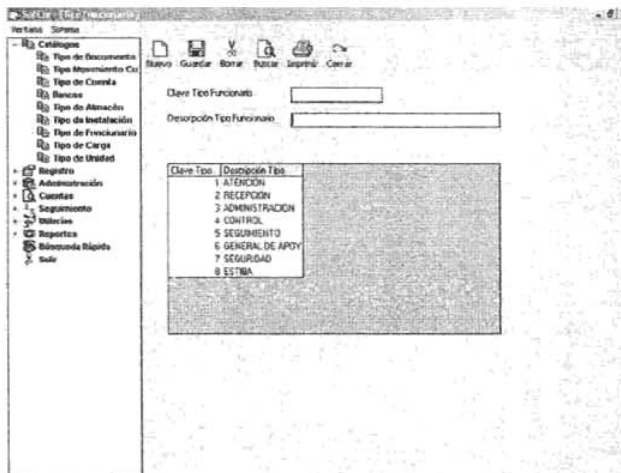 Ventana Sistema
Catálogos
Tipo de Documento
Tipo Movimiento Cu
Tipo de Cuenta
Bancos
Tipo de Almacén
Tipo de Instalación
Tipo de Funcionario
Tipo de Carga
Tipo de Unidad
Registro
Administración
Cuentas
Seguimiento
Utilerías
Reportes
Búsqueda Rápida
Salir
Nuevo Guardar Borrar Buscar Imprimir Cerrar
Clave Tipo Funcionario
Descripción Tipo Funcionario
Clave Tipo Descripción Tipo
1 ATENCIÓN
2 RECEPCIÓN
3 ADMINISTRACIÓN
4 CONTROL
5 SEGUIMIENTO
6 GENERAL DE APOY
7 SEGURIDAD
8 ESTIBA